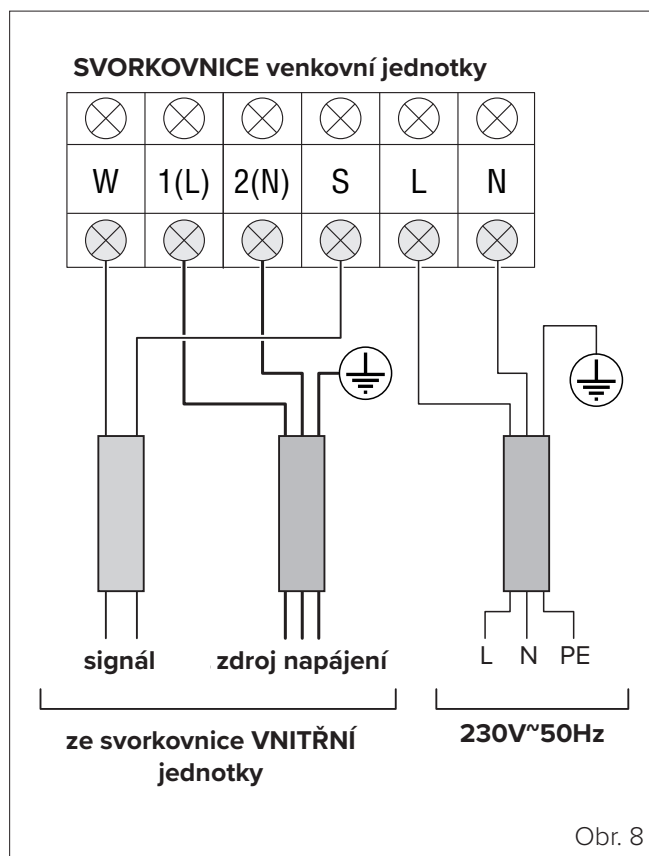 SVORKOVNICE venkovní jednotky
W 1(L) 2(N) S L N
signál zdroj napájení L N PE
ze svorkovnice VNITŘNÍ
jednotky
230V~50Hz
Obr. 8